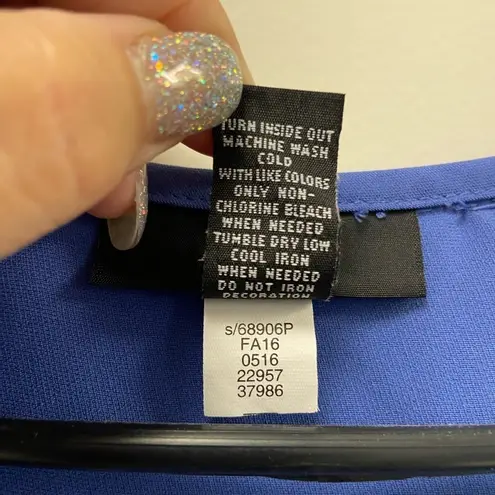 TURN INSIDE OUT
MACHINE WASH
COLD
WITH LIKE COLORS
ONLY NON-
CHLORINE BLEACH
WHEN NEEDED
TUMBLE DRY LOW
COOL IRON
WHEN NEEDED
DO NOT IRON
DECORATION
s/68906P
FA16
0516
22957
37986